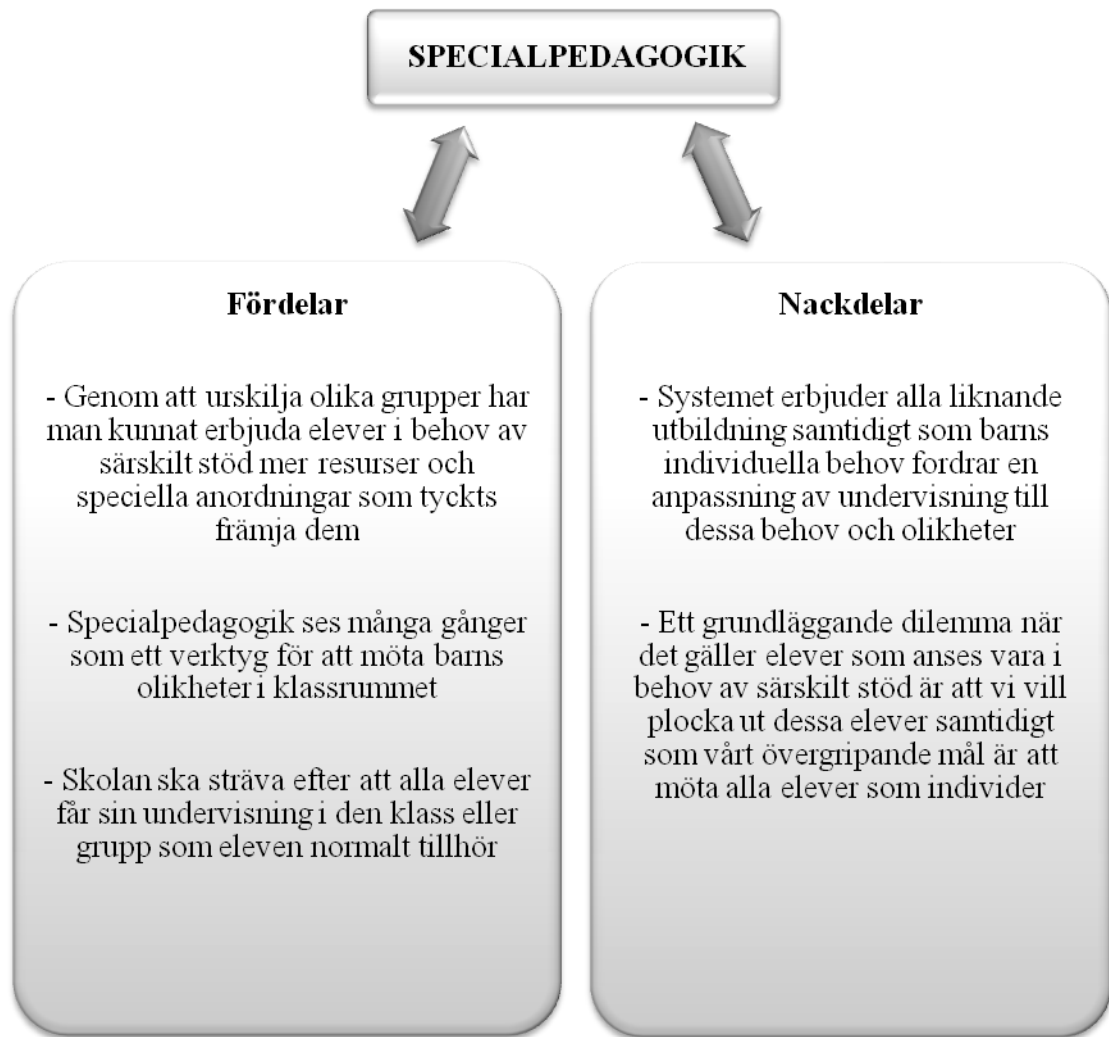 SPECIALPEDAGOGIK
Fördelar
- Genom att urskilja olika grupper har
man kunnat erbjuda elever i behov av
särskilt stöd mer resurser och
speciella anordningar som tyckts
främja dem
- Specialpedagogik ses många gånger
som ett verktyg för att möta barns
olikheter i klassrummet
- Skolan ska sträva efter att alla elever
får sin undervisning i den klass eller
grupp som eleven normalt tillhör
Nackdelar
- Systemet erbjuder alla liknande
utbildning samtidigt som barns
individuella behov fordrar en
anpassning av undervisning till
dessa behov och olikheter
- Ett grundläggande dilemma när
det gäller elever som anses vara i
behov av särskilt stöd är att vi vill
plocka ut dessa elever samtidigt
som vårt övergripande mål är att
möta alla elever som individer